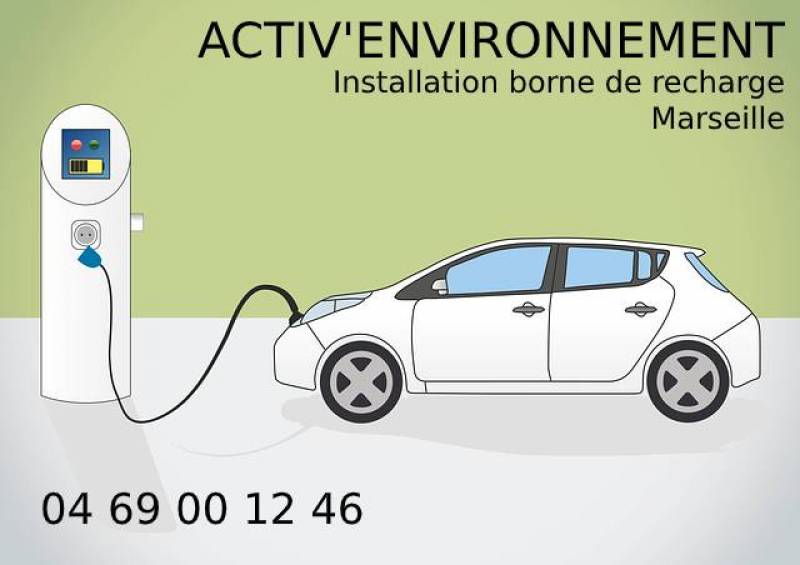 ACTIV'ENVIRONNEMENT
Installation borne de recharge
Marseille
04 69 00 12 46